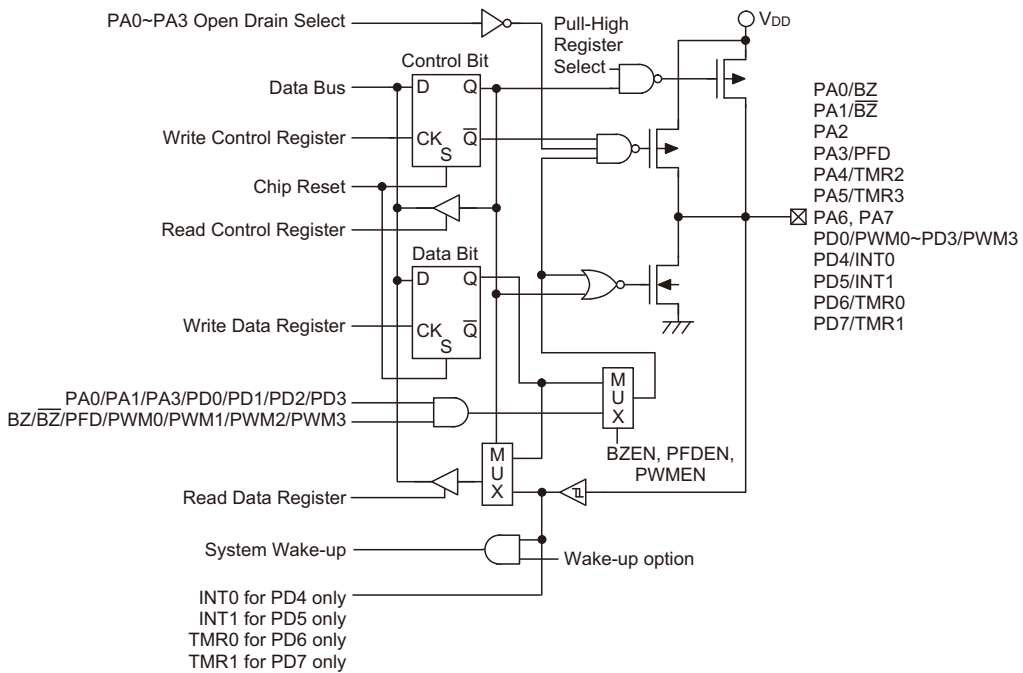 PA0~PA3 Open Drain Select
Pull-High
Register
Select
VDD
Control Bit
Data Bus
D
Q
Write Control Register
CK
Q̅
S
Chip Reset
Read Control Register
PA0/BZ
PA1/B̅Z̅
PA2
PA3/PFD
PA4/TMR2
PA5/TMR3
PA6, PA7
PD0/PWM0~PD3/PWM3
PD4/INT0
PD5/INT1
PD6/TMR0
PD7/TMR1
Data Bit
D
Q
Write Data Register
CK
Q̅
S
PA0/PA1/PA3/PD0/PD1/PD2/PD3
BZ/B̅Z̅/PFD/PWM0/PWM1/PWM2/PWM3
M
U
X
BZEN, PFDEN,
PWMEN
M
U
X
Read Data Register
System Wake-up
Wake-up option
INT0 for PD4 only
INT1 for PD5 only
TMR0 for PD6 only
TMR1 for PD7 only